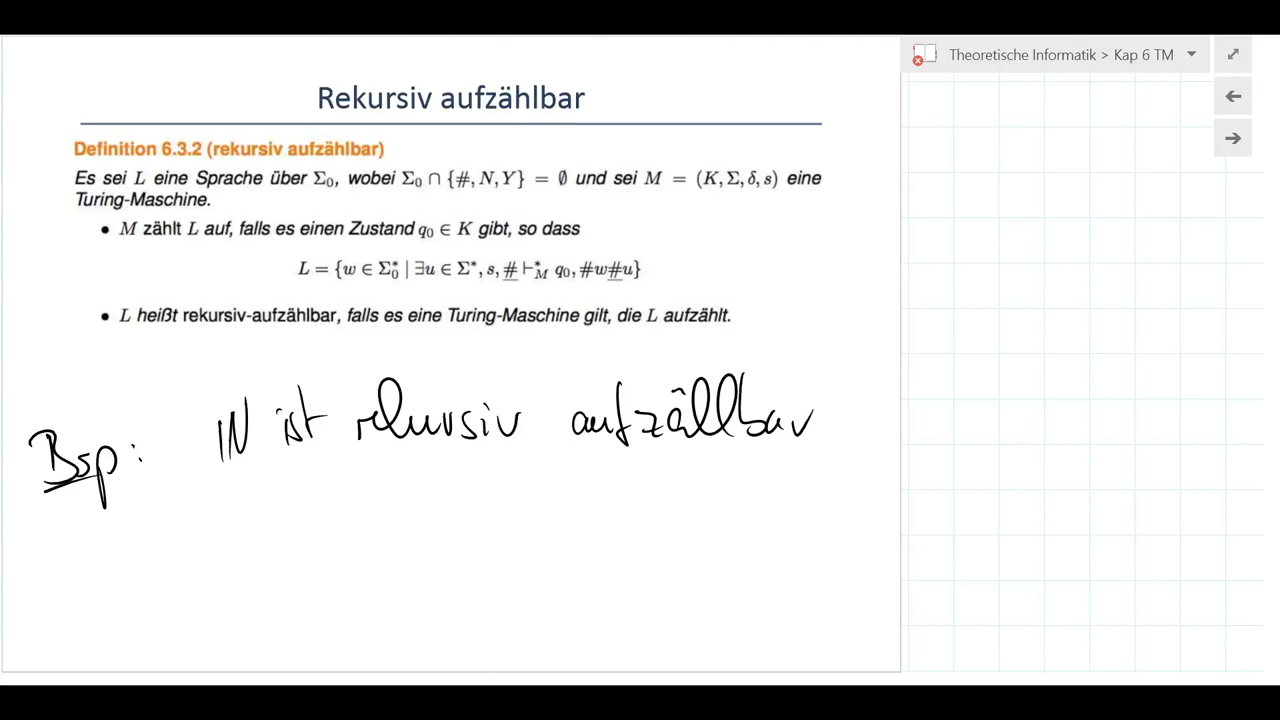 Theoretische Informatik > Kap 6 TM
Rekursiv aufzählbar
Definition 6.3.2 (rekursiv aufzählbar)
Es sei L eine Sprache über Σ₀, wobei Σ₀ ∩ {#, N, Y} = ∅ und sei M = (K, Σ, δ, s) eine
Turing-Maschine.
• M zählt L auf, falls es einen Zustand q₀ ∈ K gibt, so dass
L = {w ∈ Σ₀* | ∃u ∈ Σ*, s, # ⊢*_M q₀, #w#u}
• L heißt rekursiv-aufzählbar, falls es eine Turing-Maschine gilt, die L aufzählt.
Bsp: ℕ ist rekursiv aufzählbar